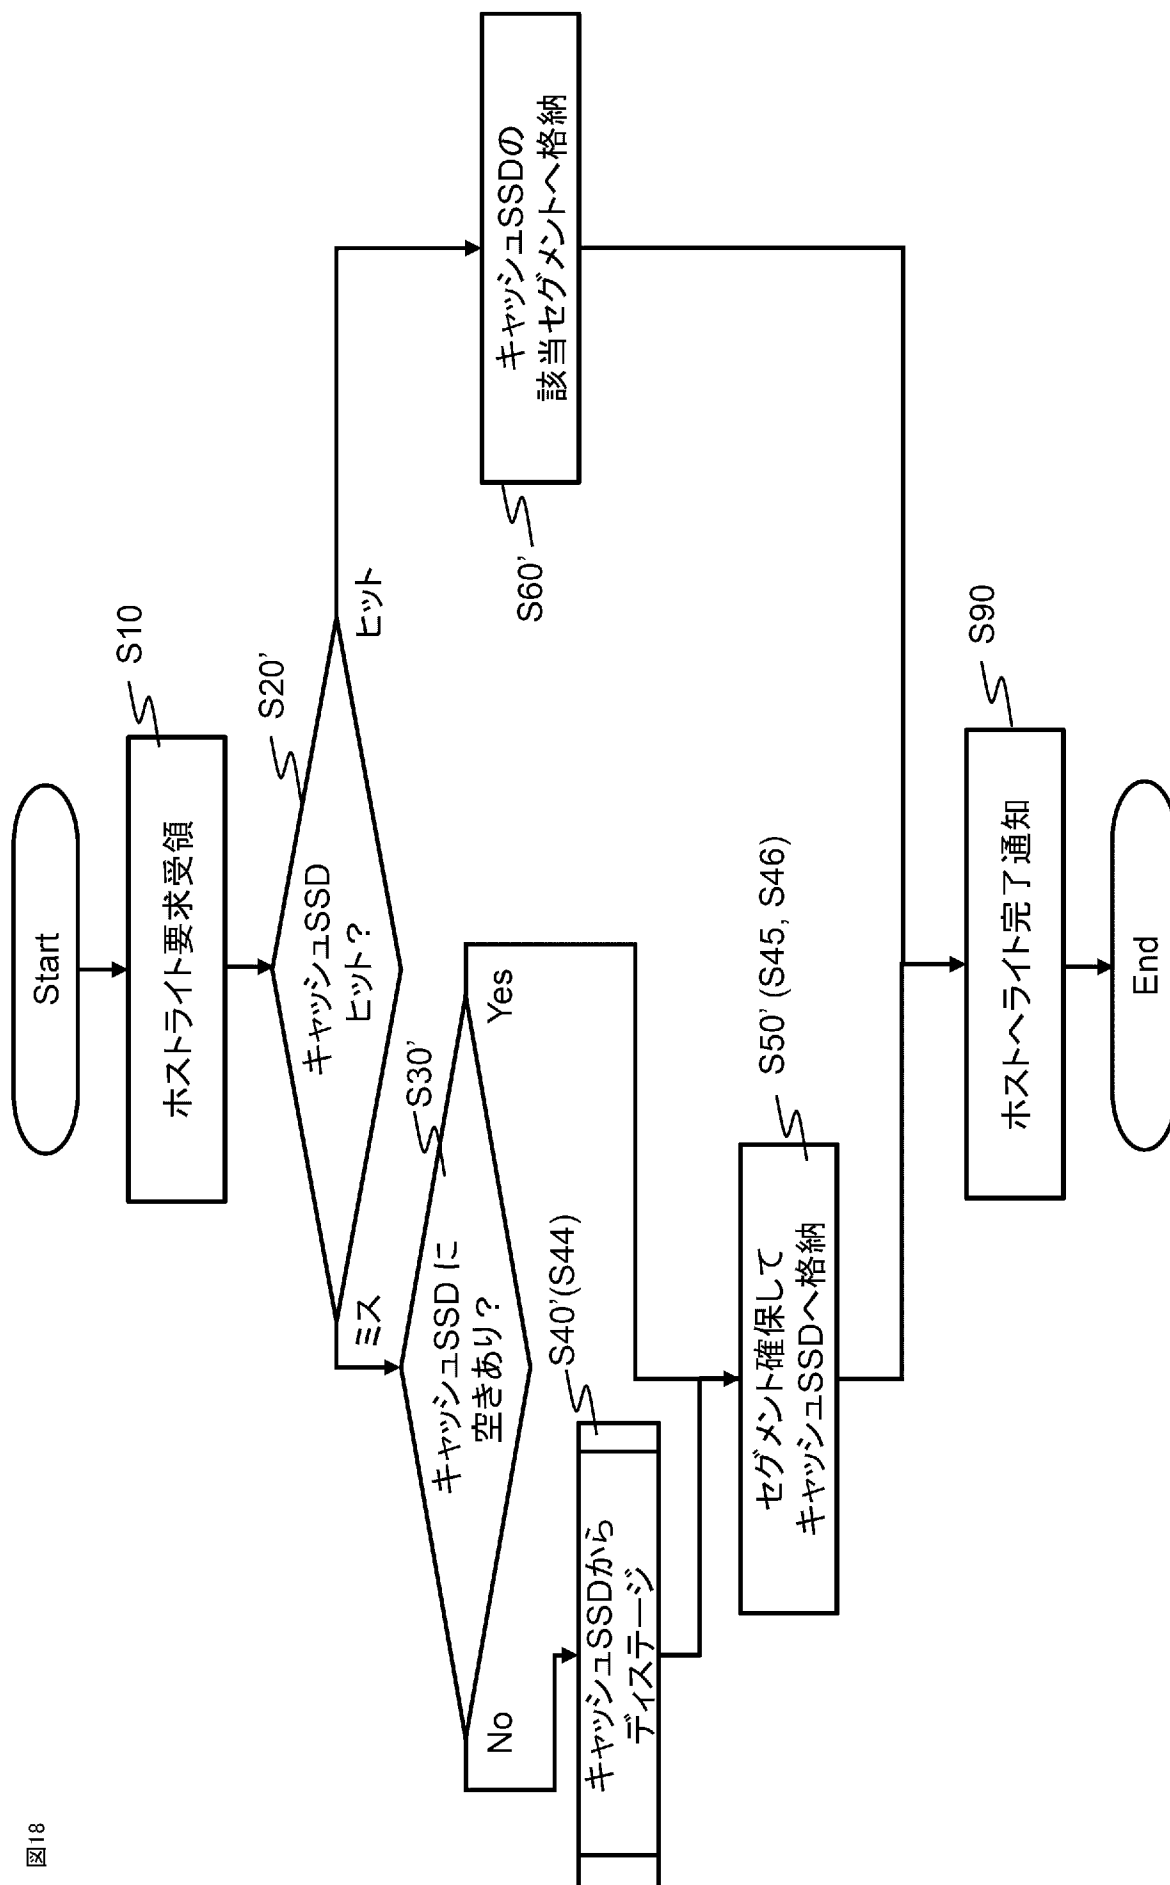 図18
Start
ホストライト要求受領
S10
キャッシュSSD
ヒット？
S20’
ミス
ヒット
キャッシュSSD に
空きあり？
S30’
No
Yes
キャッシュSSDから
ディステージ
S40’(S44)
キャッシュSSDの
該当セグメントへ格納
S60’
セグメント確保して
キャッシュSSDへ格納
S50’ (S45, S46)
ホストへライト完了通知
S90
End